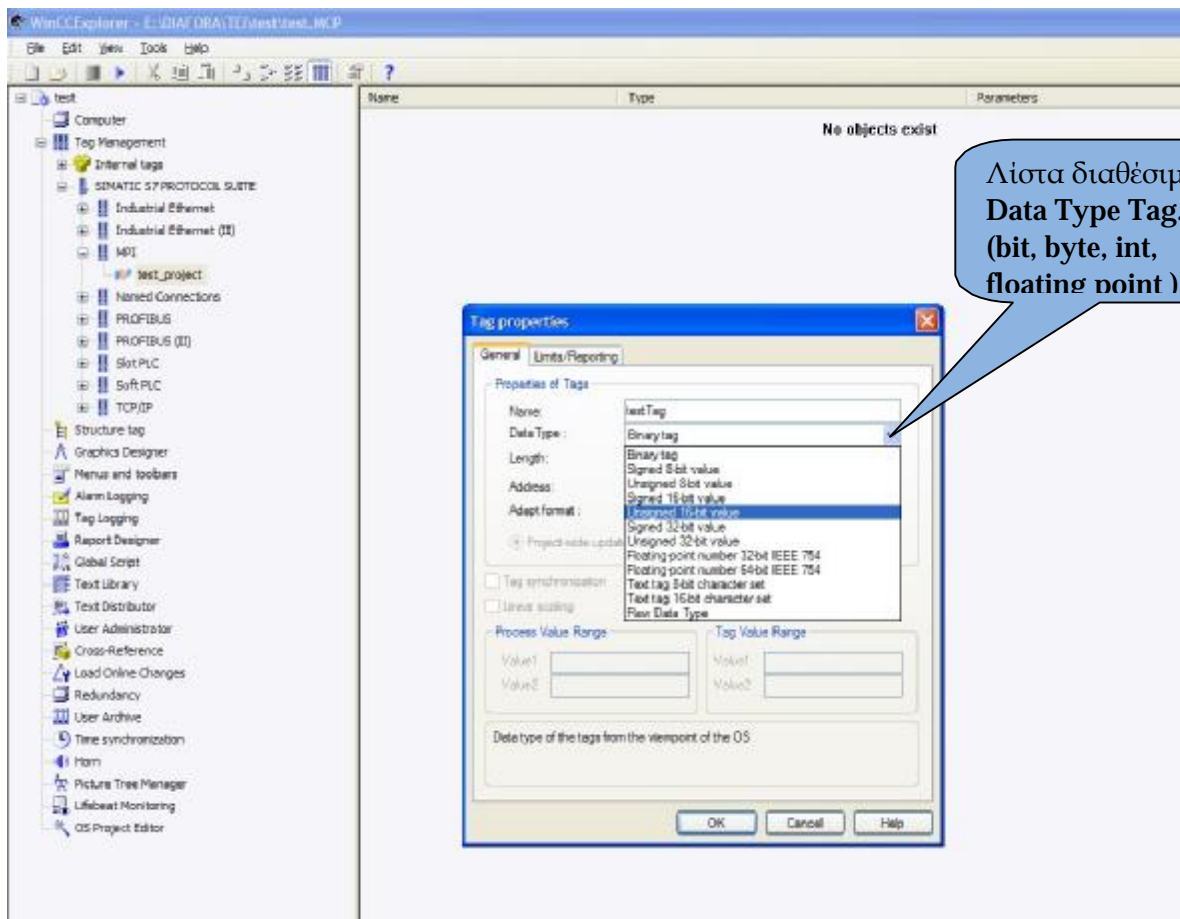 WinCCExplorer - E:\DIAFORA\TEI\test\test.MCP
File Edit View Tools Help
test
Computer
Tag Management
Internal tags
SIMATIC S7 PROTOCOL SUITE
Industrial Ethernet
Industrial Ethernet (II)
MPI
test_project
Named Connections
PROFIBUS
PROFIBUS (II)
Slot PLC
Soft PLC
TCP/IP
Structure tag
Graphics Designer
Menus and toolbars
Alarm Logging
Tag Logging
Report Designer
Global Script
Text Library
Text Distributor
User Administrator
Cross-Reference
Load Online Changes
Redundancy
User Archive
Time synchronization
Horn
Picture Tree Manager
Lifebeat Monitoring
OS Project Editor
Name Type Parameters
No objects exist
Λίστα διαθέσιμ
Data Type Tag.
(bit, byte, int,
floating point )
Tag properties
General Limits/Reporting
Properties of Tags
Name: testTag
Data Type : Binary tag
Length:
Address:
Adapt format :
Binary tag
Signed 8-bit value
Unsigned 8-bit value
Signed 16-bit value
Unsigned 16-bit value
Signed 32-bit value
Unsigned 32-bit value
Floating-point number 32-bit IEEE 754
Floating-point number 64-bit IEEE 754
Text tag 8-bit character set
Text tag 16-bit character set
Raw Data Type
Project-wide updat
Tag synchronization
Linear scaling
Process Value Range Tag Value Range
Value1 Value1
Value2 Value2
Data type of the tags from the viewpoint of the OS
OK Cancel Help